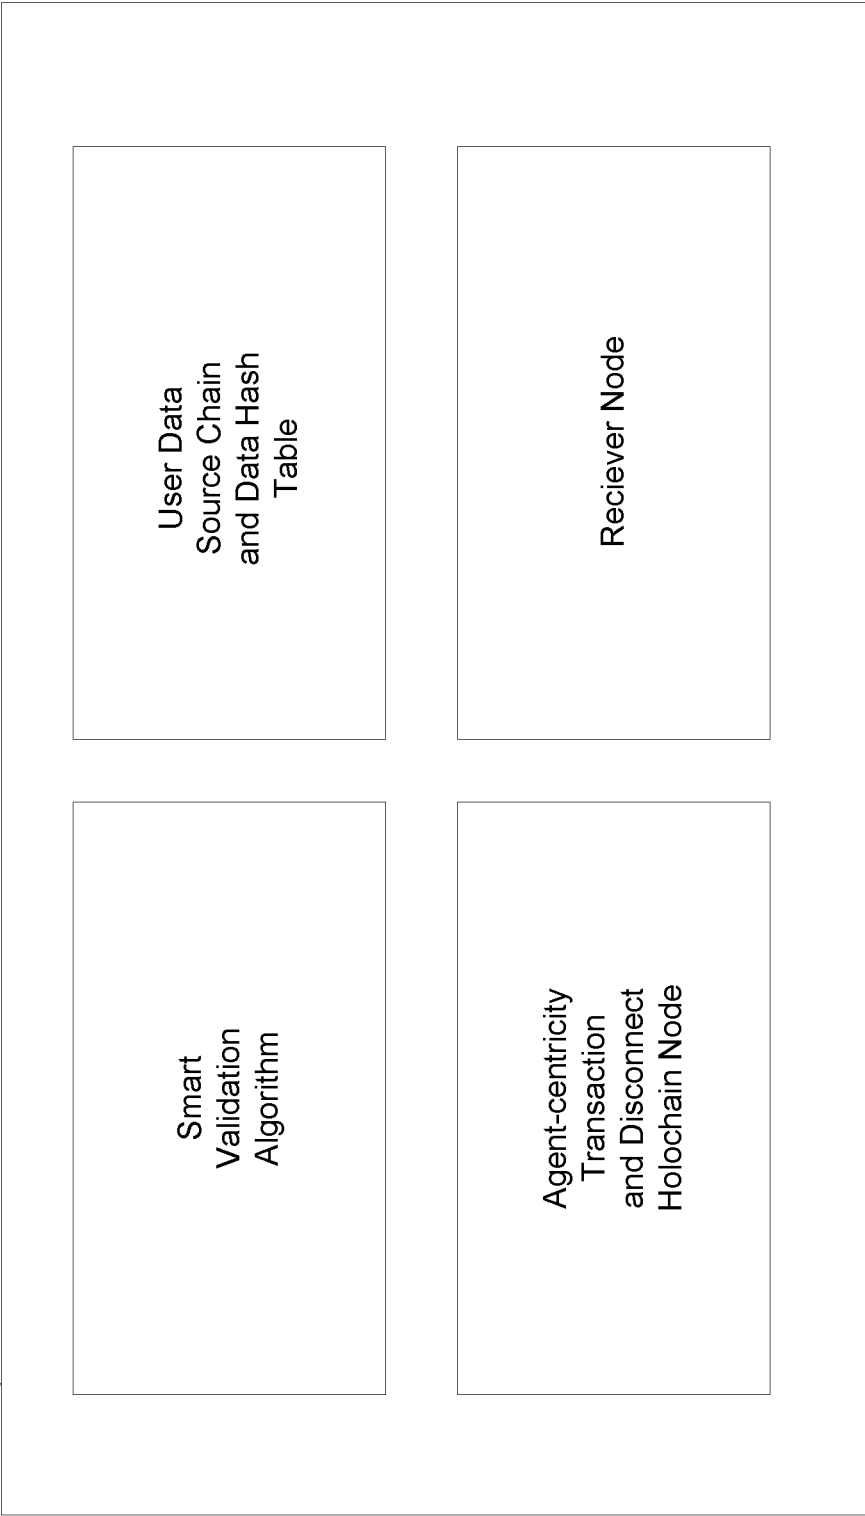 Smart
Validation
Algorithm
User Data
Source Chain
and Data Hash
Table
Agent-centricity
Transaction
and Disconnect
Holochain Node
Reciever Node